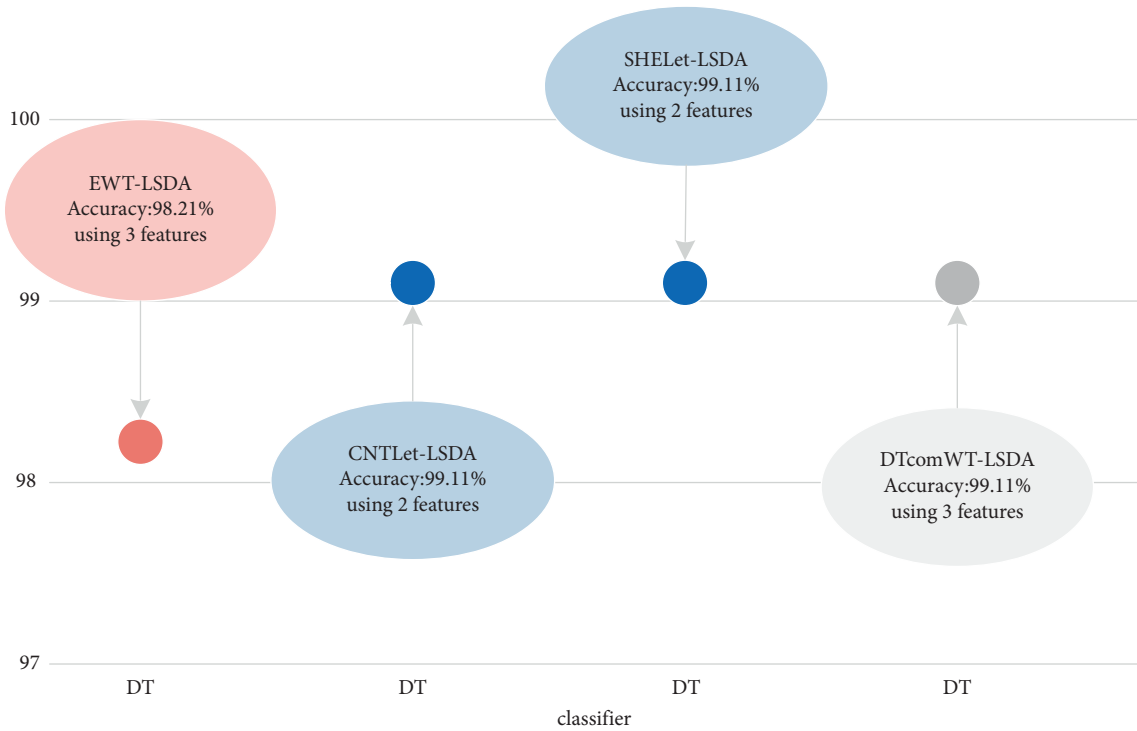 SHELet-LSDA
Accuracy:99.11%
using 2 features
100
EWT-LSDA
Accuracy:98.21%
using 3 features
99
CNTLet-LSDA
Accuracy:99.11%
using 2 features
DTcomWT-LSDA
Accuracy:99.11%
using 3 features
98
97
DT DT DT DT
classifier